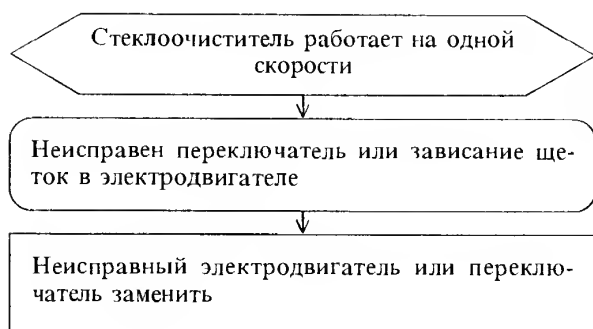 Стеклоочиститель работает на одной
скорости
Неисправен переключатель или зависание ще-
ток в электродвигателе
Неисправный электродвигатель или переклю-
чатель заменить